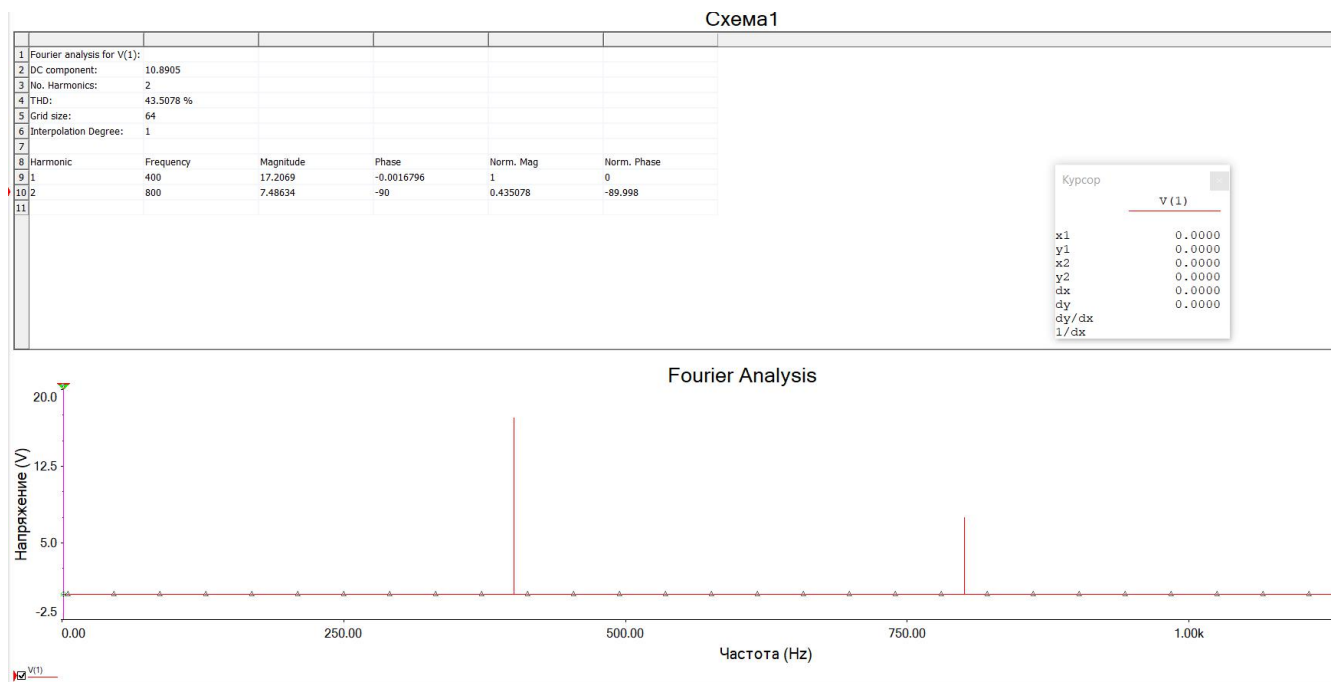 Схема1
1 Fourier analysis for V(1):
2 DC component: 10.8905
3 No. Harmonics: 2
4 THD: 43.5078 %
5 Grid size: 64
6 Interpolation Degree: 1
7
8 Harmonic Frequency Magnitude Phase Norm. Mag Norm. Phase
9 1 400 17.2069 -0.0016796 1 0
10 2 800 7.48634 -90 0.435078 -89.998
11
Курсор
V(1)
x1 0.0000
y1 0.0000
x2 0.0000
y2 0.0000
dx 0.0000
dy 0.0000
dy/dx
1/dx
Fourier Analysis
Напряжение (V)
20.0
12.5
5.0
-2.5
0.00 250.00 500.00 750.00 1.00k
Частота (Hz)
V(1)